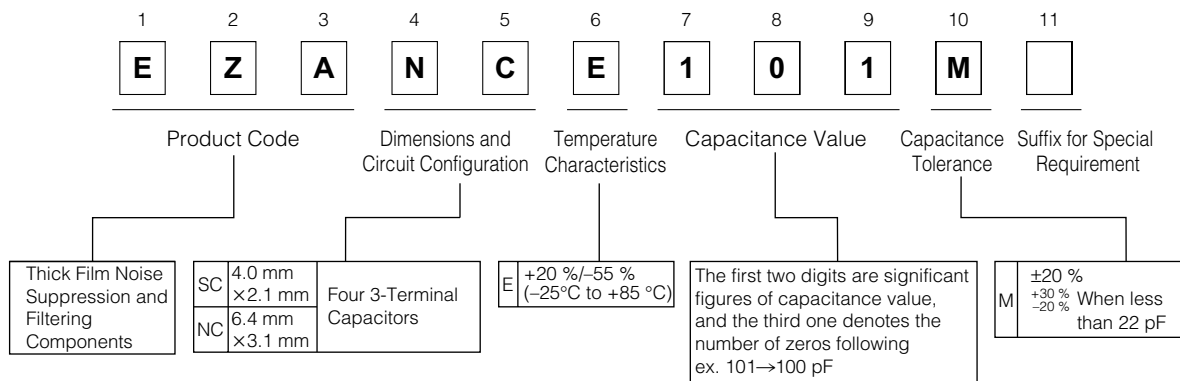 1 2 3 4 5 6 7 8 9 10 11
E Z A N C E 1 0 1 M
Product Code
Dimensions and
Circuit Configuration
Temperature
Characteristics
Capacitance Value
Capacitance
Tolerance
Suffix for Special
Requirement
Thick Film Noise
Suppression and
Filtering
Components
SC
4.0 mm
×2.1 mm
NC
6.4 mm
×3.1 mm
Four 3-Terminal
Capacitors
E
+20 %/–55 %
(–25°C to +85 °C)
The first two digits are significant
figures of capacitance value,
and the third one denotes the
number of zeros following
ex. 101→100 pF
M
±20 %
+30 %
–20 %
When less
than 22 pF